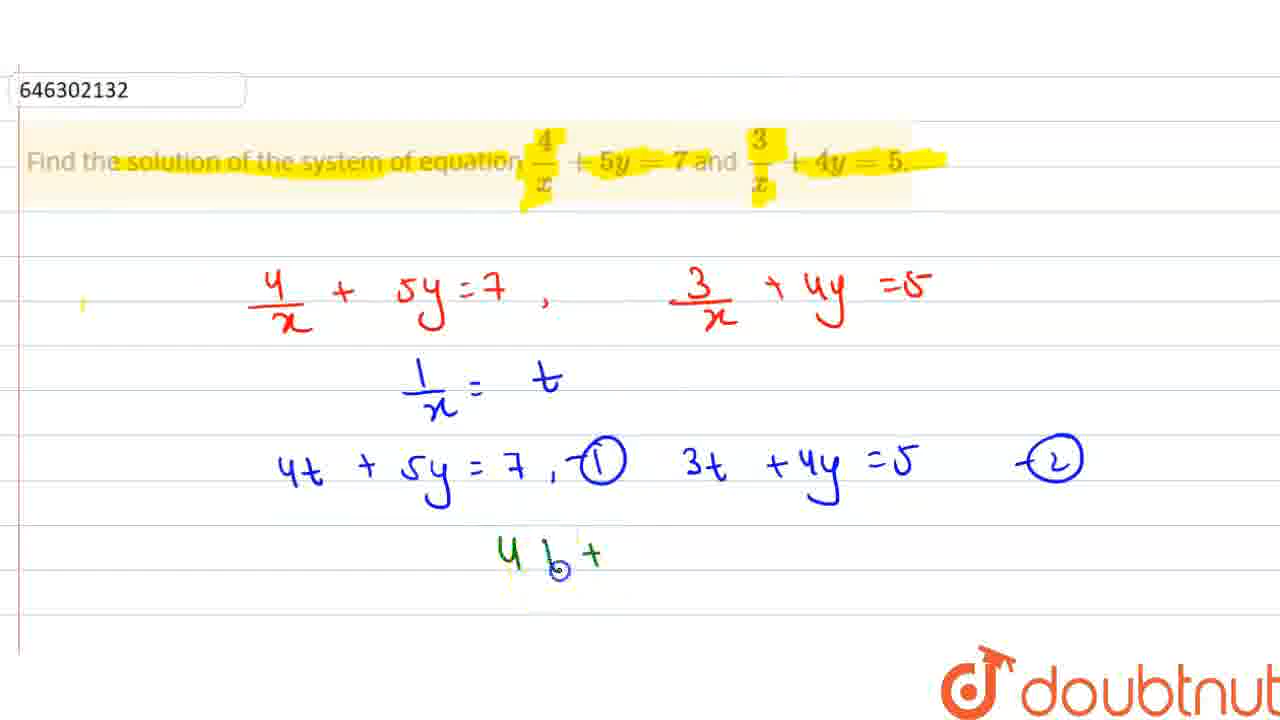 646302132
Find the solution of the system of equation 4/x + 5y = 7 and 3/x + 4y = 5.
4/x + 5y = 7 , 3/x + 4y = 5
1/x = t
4t + 5y = 7 , -① 3t + 4y = 5 -②
4 +
doubtnut